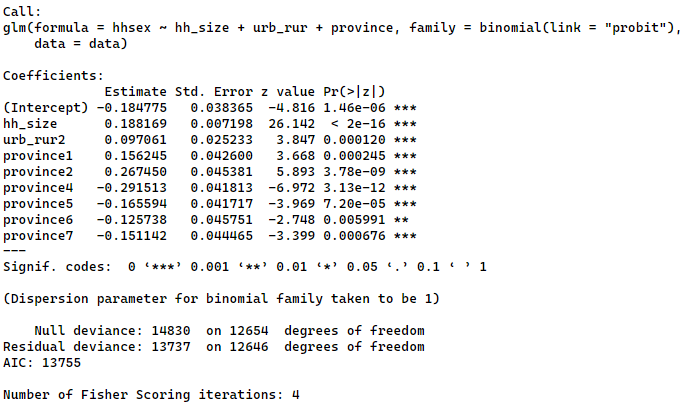 Call:
glm(formula = hhsex ~ hh_size + urb_rur + province, family = binomial(link = "probit"),
    data = data)

Coefficients:
             Estimate Std. Error z value Pr(>|z|)
(Intercept) -0.184775   0.038365  -4.816 1.46e-06 ***
hh_size      0.188169   0.007198  26.142  < 2e-16 ***
urb_rur2     0.097061   0.025233   3.847 0.000120 ***
province1    0.156245   0.042600   3.668 0.000245 ***
province2    0.267450   0.045381   5.893 3.78e-09 ***
province4   -0.291513   0.041813  -6.972 3.13e-12 ***
province5   -0.165594   0.041717  -3.969 7.20e-05 ***
province6   -0.125738   0.045751  -2.748 0.005991 **
province7   -0.151142   0.044465  -3.399 0.000676 ***
---
Signif. codes:  0 ‘***’ 0.001 ‘**’ 0.01 ‘*’ 0.05 ‘.’ 0.1 ‘ ’ 1

(Dispersion parameter for binomial family taken to be 1)

    Null deviance: 14830  on 12654  degrees of freedom
Residual deviance: 13737  on 12646  degrees of freedom
AIC: 13755

Number of Fisher Scoring iterations: 4